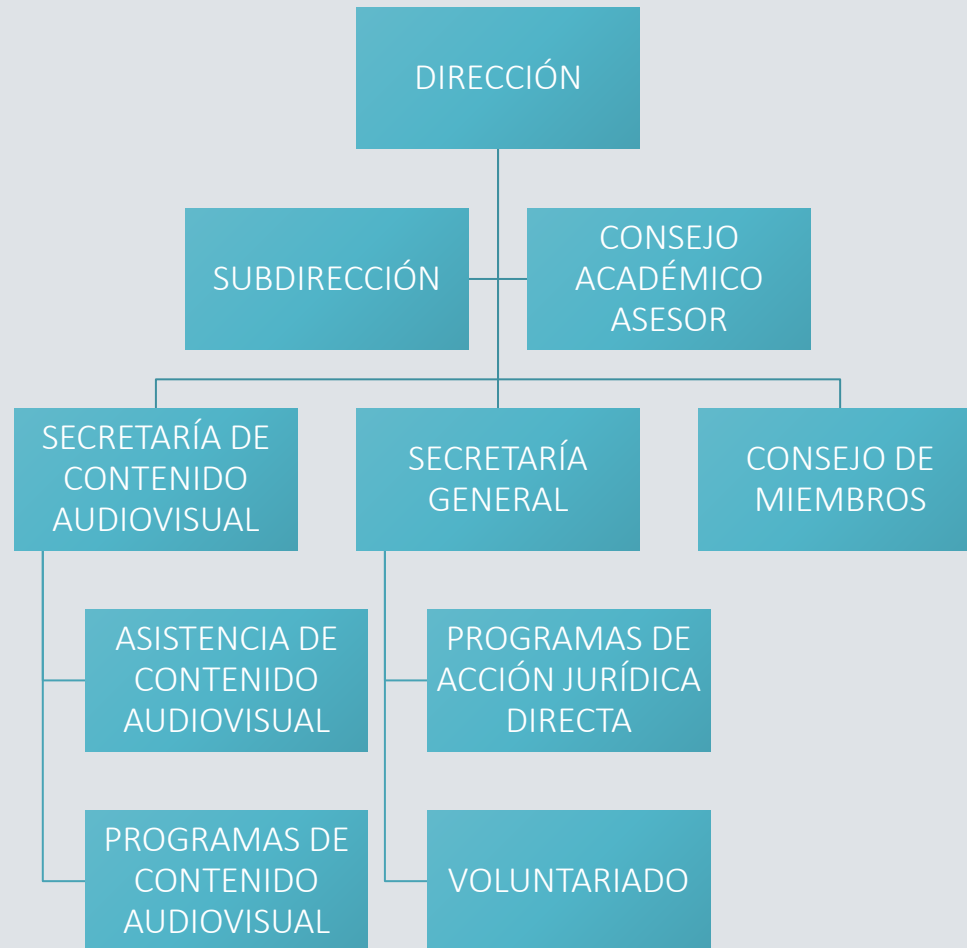 DIRECCIÓN
SUBDIRECCIÓN
CONSEJO
ACADÉMICO
ASESOR
SECRETARÍA DE
CONTENIDO
AUDIOVISUAL
SECRETARÍA
GENERAL
CONSEJO DE
MIEMBROS
ASISTENCIA DE
CONTENIDO
AUDIOVISUAL
PROGRAMAS DE
ACCIÓN JURÍDICA
DIRECTA
PROGRAMAS DE
CONTENIDO
AUDIOVISUAL
VOLUNTARIADO